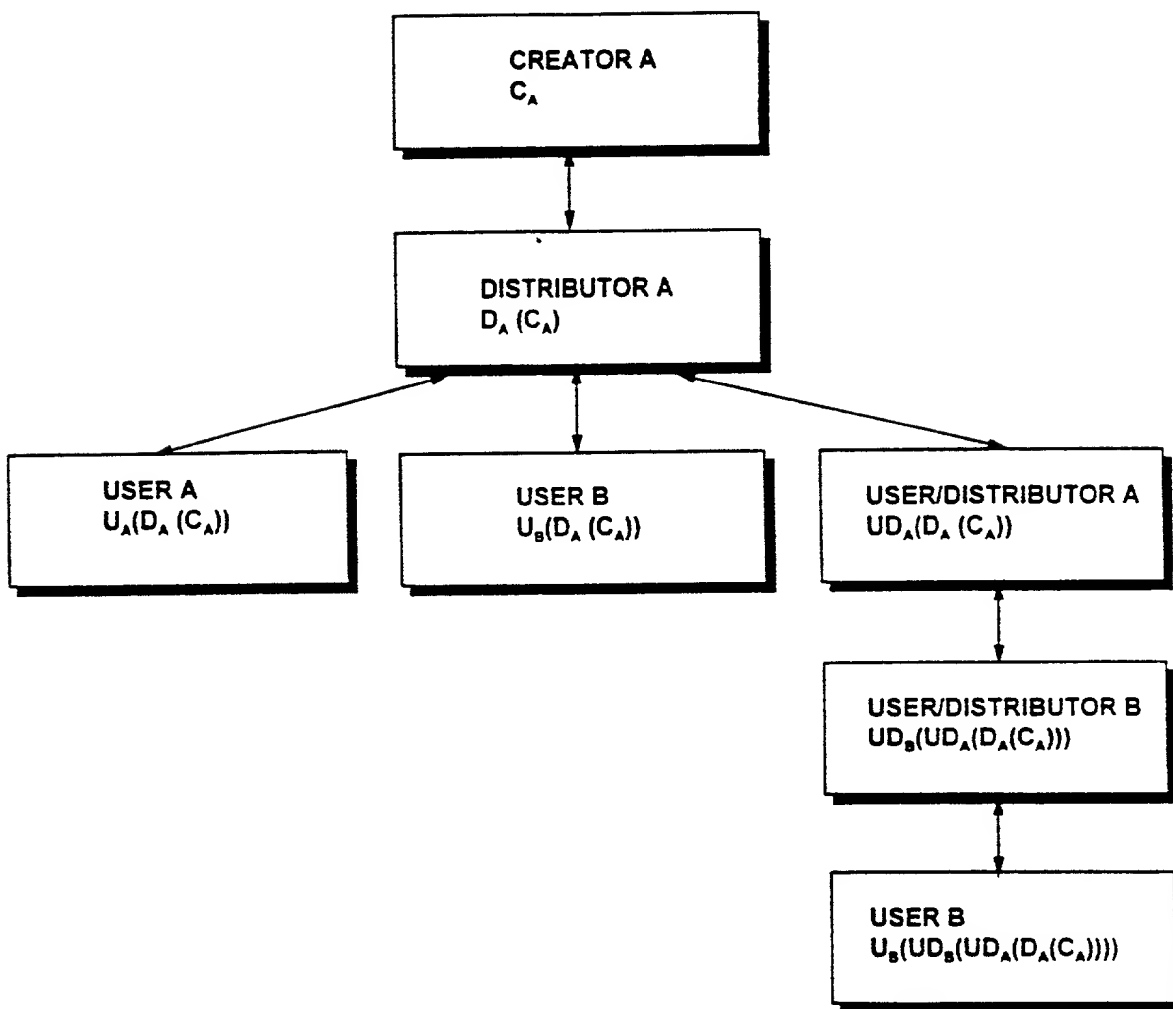 CREATOR A
C_A
DISTRIBUTOR A
D_A (C_A)
USER A
U_A(D_A (C_A))
USER B
U_B(D_A (C_A))
USER/DISTRIBUTOR A
UD_A(D_A (C_A))
USER/DISTRIBUTOR B
UD_B(UD_A(D_A(C_A)))
USER B
U_B(UD_B(UD_A(D_A(C_A))))